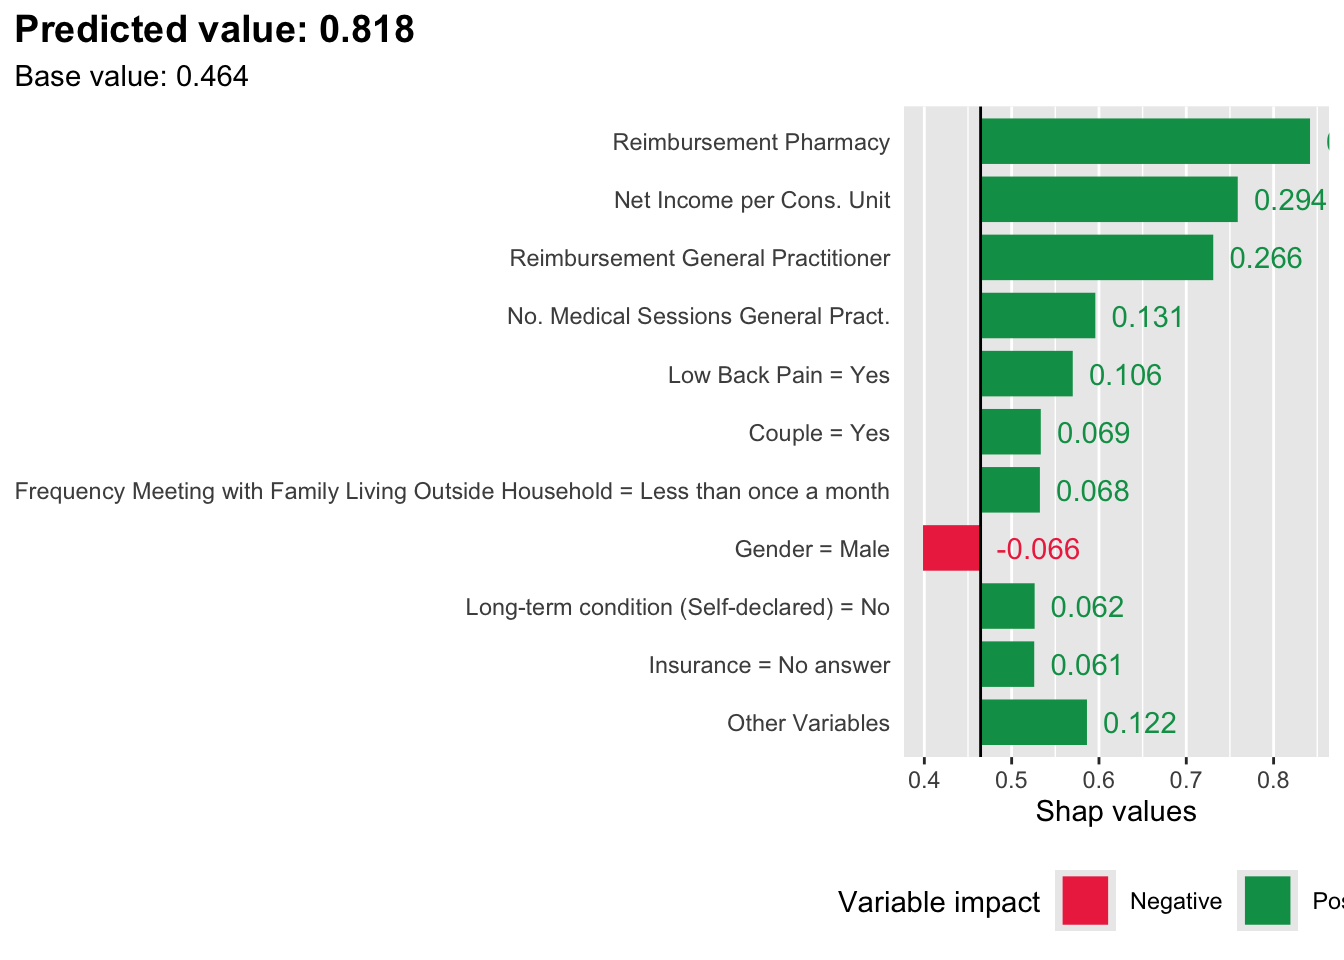 Predicted value: 0.818
Base value: 0.464
Reimbursement Pharmacy
Net Income per Cons. Unit 0.294
Reimbursement General Practitioner 0.266
No. Medical Sessions General Pract. 0.131
Low Back Pain = Yes 0.106
Couple = Yes 0.069
Frequency Meeting with Family Living Outside Household = Less than once a month 0.068
Gender = Male -0.066
Long-term condition (Self-declared) = No 0.062
Insurance = No answer 0.061
Other Variables 0.122
0.4 0.5 0.6 0.7 0.8
Shap values
Variable impact Negative